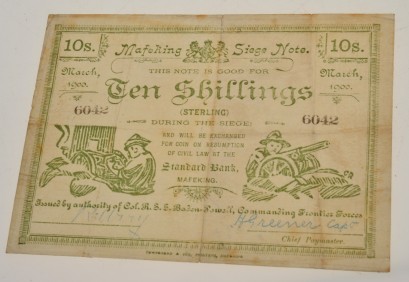 10s. Mafeking Siege Note. 10s.
March, 1900. THIS NOTE IS GOOD FOR March, 1900.
Ten Shillings
6042 (STERLING) 6042
DURING THE SIEGE
AND WILL BE EXCHANGED
FOR COIN ON RESUMPTION
OF CIVIL LAW AT THE
Standard Bank,
MAFEKING.
Issued by authority of Col. R. S. S. Baden-Powell, Commanding Frontier Forces
H Greener Capt
Chief Paymaster.